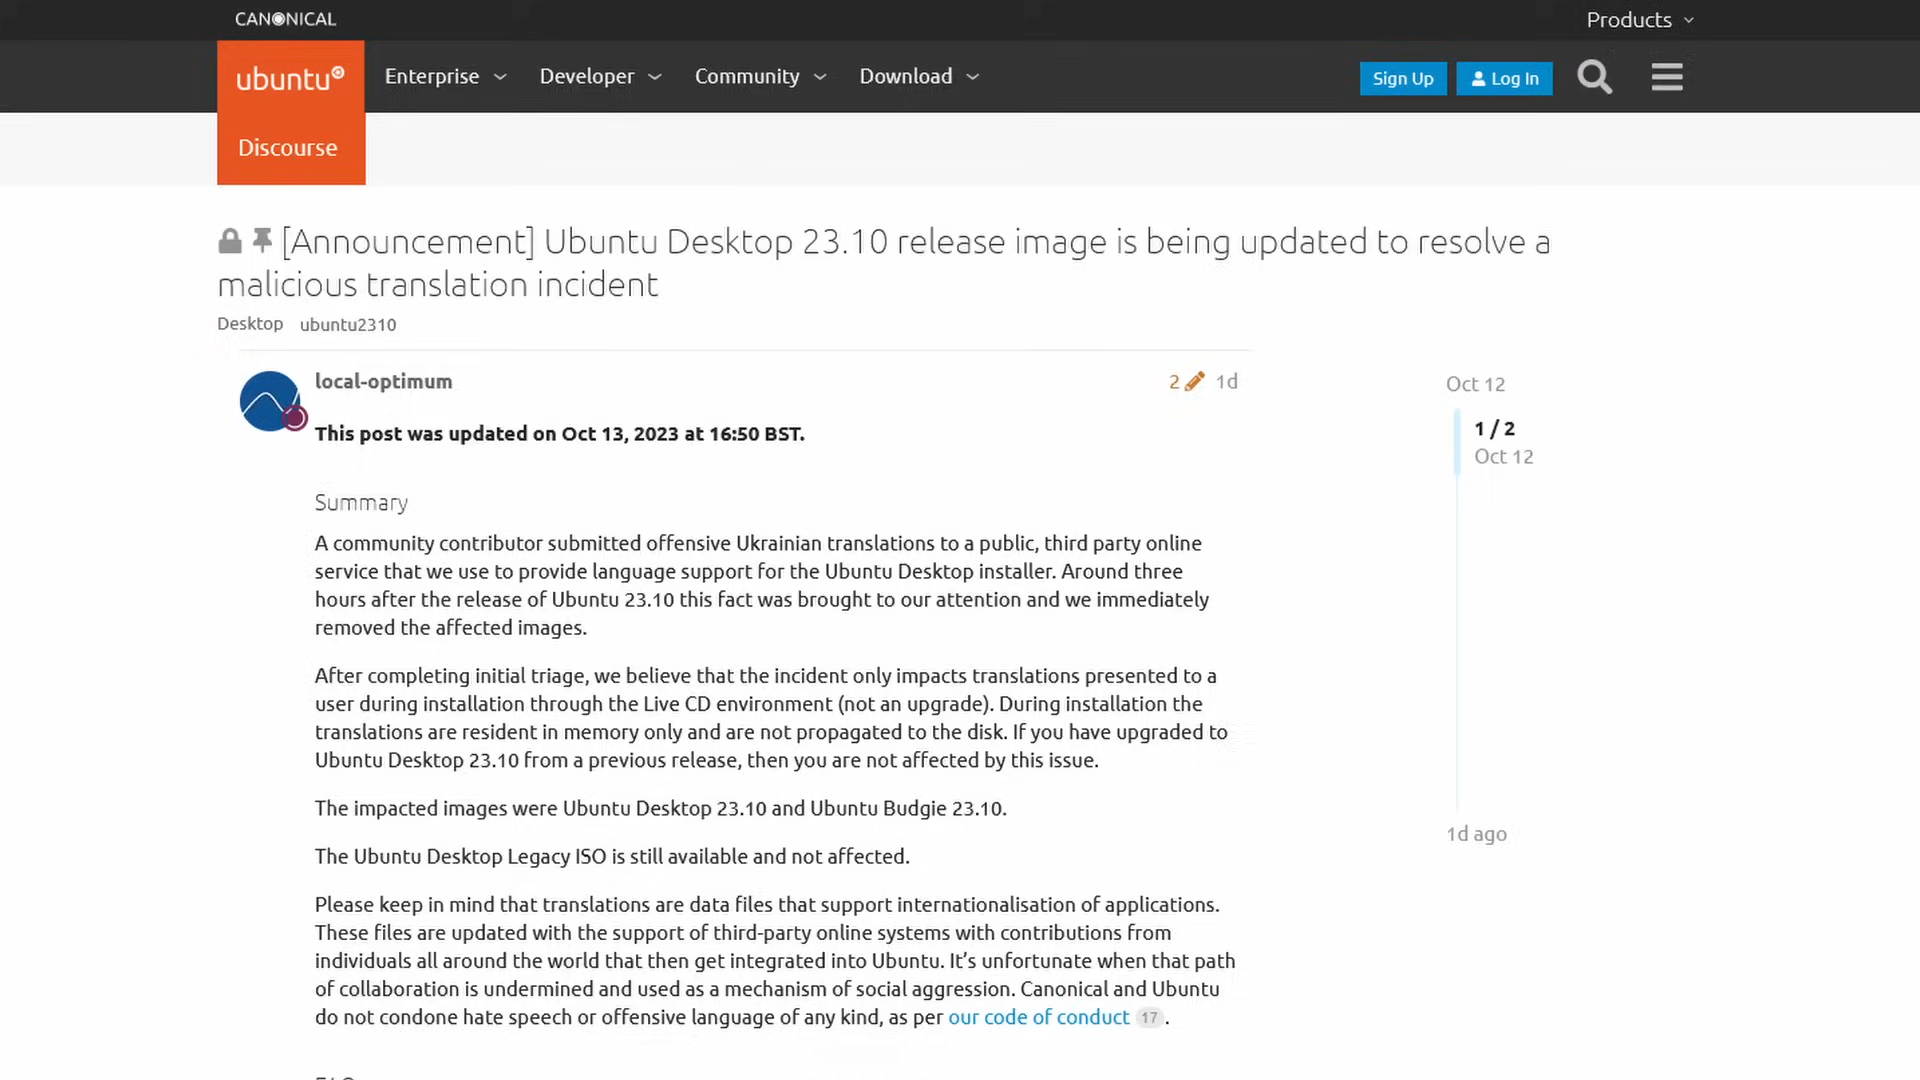 CANONICAL
Products
ubuntu
Enterprise
Developer
Community
Download
Sign Up
Log In
Discourse
[Announcement] Ubuntu Desktop 23.10 release image is being updated to resolve a
malicious translation incident
Desktop ubuntu2310
local-optimum
2
1d
Oct 12
This post was updated on Oct 13, 2023 at 16:50 BST.
1 / 2
Oct 12
Summary
A community contributor submitted offensive Ukrainian translations to a public, third party online
service that we use to provide language support for the Ubuntu Desktop installer. Around three
hours after the release of Ubuntu 23.10 this fact was brought to our attention and we immediately
removed the affected images.
After completing initial triage, we believe that the incident only impacts translations presented to a
user during installation through the Live CD environment (not an upgrade). During installation the
translations are resident in memory only and are not propagated to the disk. If you have upgraded to
Ubuntu Desktop 23.10 from a previous release, then you are not affected by this issue.
The impacted images were Ubuntu Desktop 23.10 and Ubuntu Budgie 23.10.
1d ago
The Ubuntu Desktop Legacy ISO is still available and not affected.
Please keep in mind that translations are data files that support internationalisation of applications.
These files are updated with the support of third-party online systems with contributions from
individuals all around the world that then get integrated into Ubuntu. It’s unfortunate when that path
of collaboration is undermined and used as a mechanism of social aggression. Canonical and Ubuntu
do not condone hate speech or offensive language of any kind, as per our code of conduct 17 .